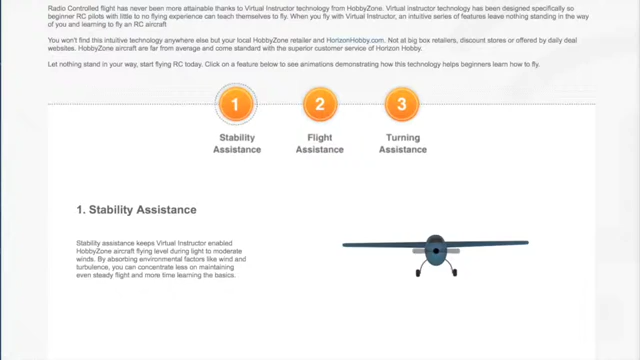 Radio Controlled flight has never been more attainable thanks to Virtual Instructor technology from HobbyZone. Virtual instructor technology has been designed specifically so
beginner RC pilots with little to no flying experience can teach themselves to fly. When you fly with Virtual Instructor, an intuitive series of features leave nothing standing in the way
of you and learning to fly an RC aircraft
You won't find this intuitive technology anywhere else but your local HobbyZone retailer and HorizonHobby.com. Not at big box retailers, discount stores or offered by daily deal
websites. HobbyZone aircraft are far from average and come standard with the superior customer service of Horizon Hobby.
Let nothing stand in your way, start flying RC today. Click on a feature below to see animations demonstrating how this technology helps beginners learn how to fly.
1 2 3
Stability Flight Turning
Assistance Assistance Assistance
1. Stability Assistance
Stability assistance keeps Virtual Instructor enabled
HobbyZone aircraft flying level during light to moderate
winds. By absorbing environmental factors like wind and
turbulence, you can concentrate less on maintaining
even steady flight and more time learning the basics.